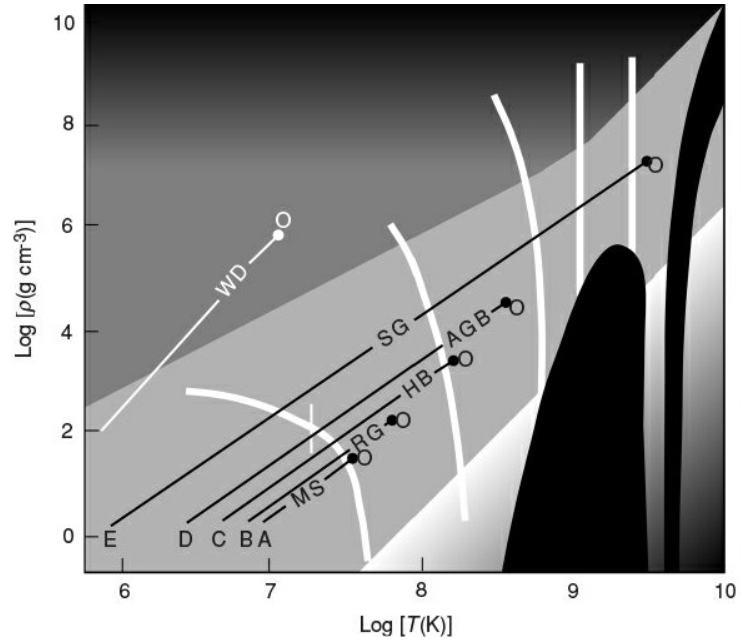 10
8
6
4
2
0
Log [ρ(g cm-3)]
O
WD
O
SG
AGB
O
HB
O
RG
O
MS
O
E D C B A
6 7 8 9 10
Log [T(K)]